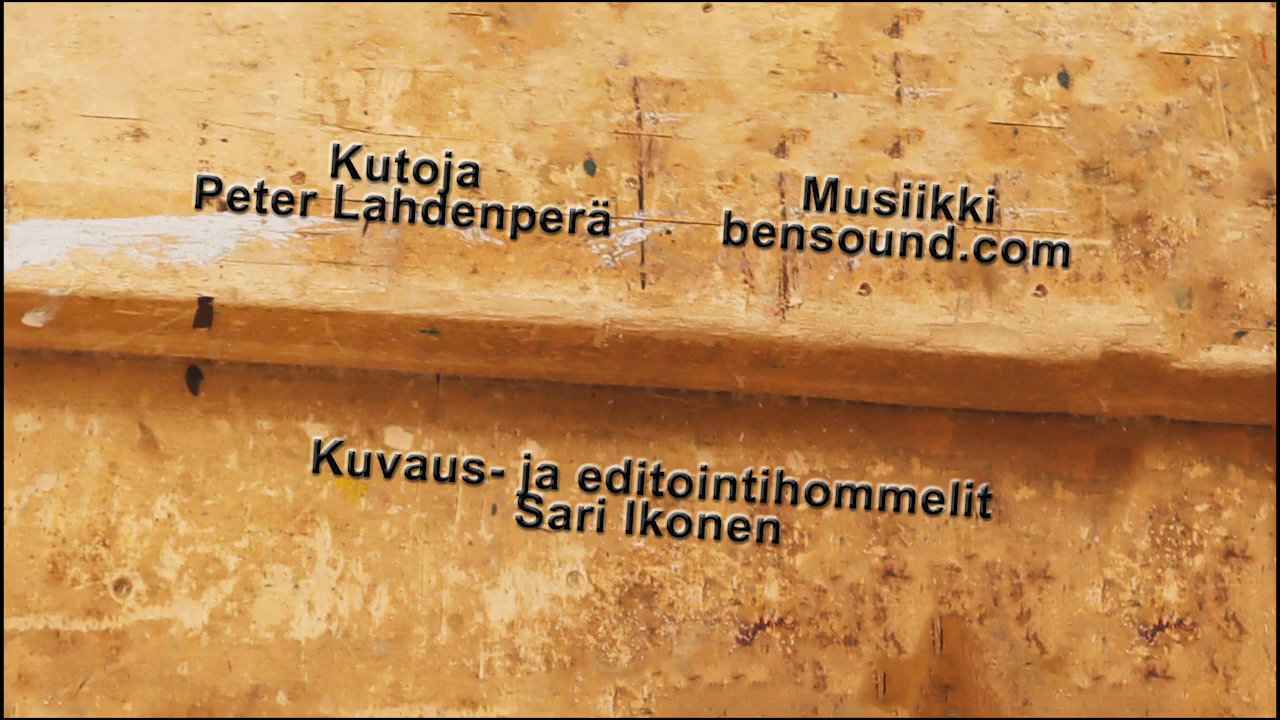 Kutoja
Peter Lahdenperä
Musiikki
bensound.com
Kuvaus- ja editointihommelit
Sari Ikonen